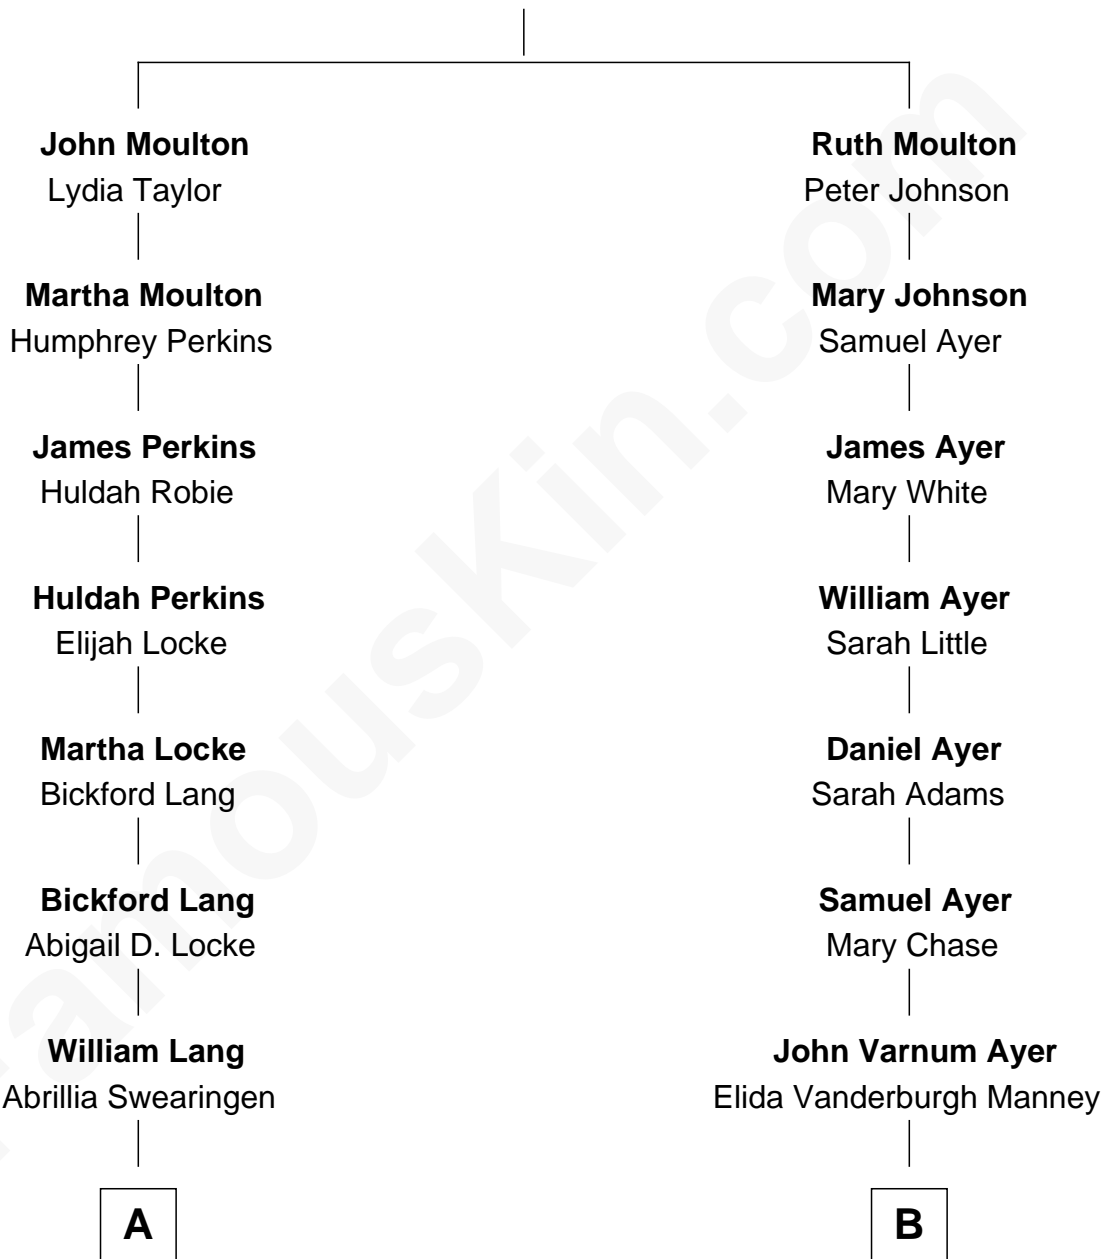 John Moulton
Lydia Taylor
Ruth Moulton
Peter Johnson
Martha Moulton
Humphrey Perkins
Mary Johnson
Samuel Ayer
James Perkins
Huldah Robie
James Ayer
Mary White
Huldah Perkins
Elijah Locke
William Ayer
Sarah Little
Martha Locke
Bickford Lang
Daniel Ayer
Sarah Adams
Bickford Lang
Abigail D. Locke
Samuel Ayer
Mary Chase
William Lang
Abrillia Swearingen
John Varnum Ayer
Elida Vanderburgh Manney
A
B
FamousKin.com